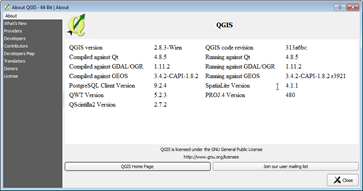 About QGIS - 64 Bit | About
About
What's New
Providers
Developers
Contributors
Developers Map
Translators
Donors
License
QGIS
QGIS version 2.8.3-Wien QGIS code revision 313a6bc
Compiled against Qt 4.8.5 Running against Qt 4.8.5
Compiled against GDAL/OGR 1.11.2 Running against GDAL/OGR 1.11.2
Compiled against GEOS 3.4.2-CAPI-1.8.2 Running against GEOS 3.4.2-CAPI-1.8.2 r3921
PostgreSQL Client Version 9.2.4 SpatiaLite Version 4.1.1
QWT Version 5.2.3 PROJ.4 Version 480
QScintilla2 Version 2.7.2
QGIS is licensed under the GNU General Public License
http://www.gnu.org/licenses
QGIS Home Page
Join our user mailing list
Close